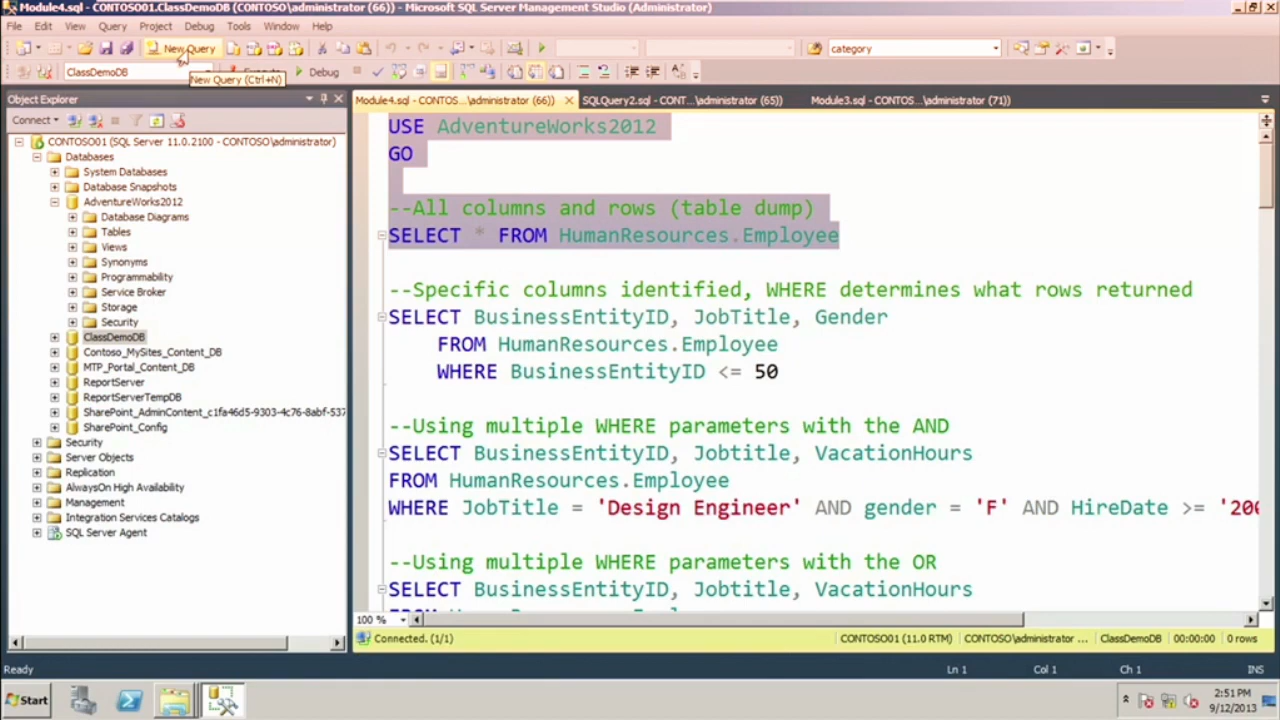 Module4.sql - CONTOSO01.ClassDemoDB (CONTOSO\administrator (66)) - Microsoft SQL Server Management Studio (Administrator)
File Edit View Query Project Debug Tools Window Help
New Query category
ClassDemoDB Debug
New Query (Ctrl+N)
Object Explorer
Connect
CONTOSO01 (SQL Server 11.0.2100 - CONTOSO\administrator)
Databases
System Databases
Database Snapshots
AdventureWorks2012
Database Diagrams
Tables
Views
Synonyms
Programmability
Service Broker
Storage
Security
ClassDemoDB
Contoso_MySites_Content_DB
MTP_Portal_Content_DB
ReportServer
ReportServerTempDB
SharePoint_AdminContent_c1fa46d5-9303-4c76-8abf-537
SharePoint_Config
Security
Server Objects
Replication
AlwaysOn High Availability
Management
Integration Services Catalogs
SQL Server Agent
Module4.sql - CONTOS...\administrator (66)) SQLQuery2.sql - CONT...\administrator (65)) Module3.sql - CONTOS...\administrator (71))
USE AdventureWorks2012
GO
--All columns and rows (table dump)
SELECT * FROM HumanResources.Employee
--Specific columns identified, WHERE determines what rows returned
SELECT BusinessEntityID, JobTitle, Gender
FROM HumanResources.Employee
WHERE BusinessEntityID <= 50
--Using multiple WHERE parameters with the AND
SELECT BusinessEntityID, Jobtitle, VacationHours
FROM HumanResources.Employee
WHERE JobTitle = 'Design Engineer' AND gender = 'F' AND HireDate >= '200
--Using multiple WHERE parameters with the OR
SELECT BusinessEntityID, Jobtitle, VacationHours
100 %
Connected. (1/1) CONTOSO01 (11.0 RTM) CONTOSO\administrator ... ClassDemoDB 00:00:00 0 rows
Ready Ln 1 Col 1 Ch 1 INS
Start 2:51 PM
9/12/2013